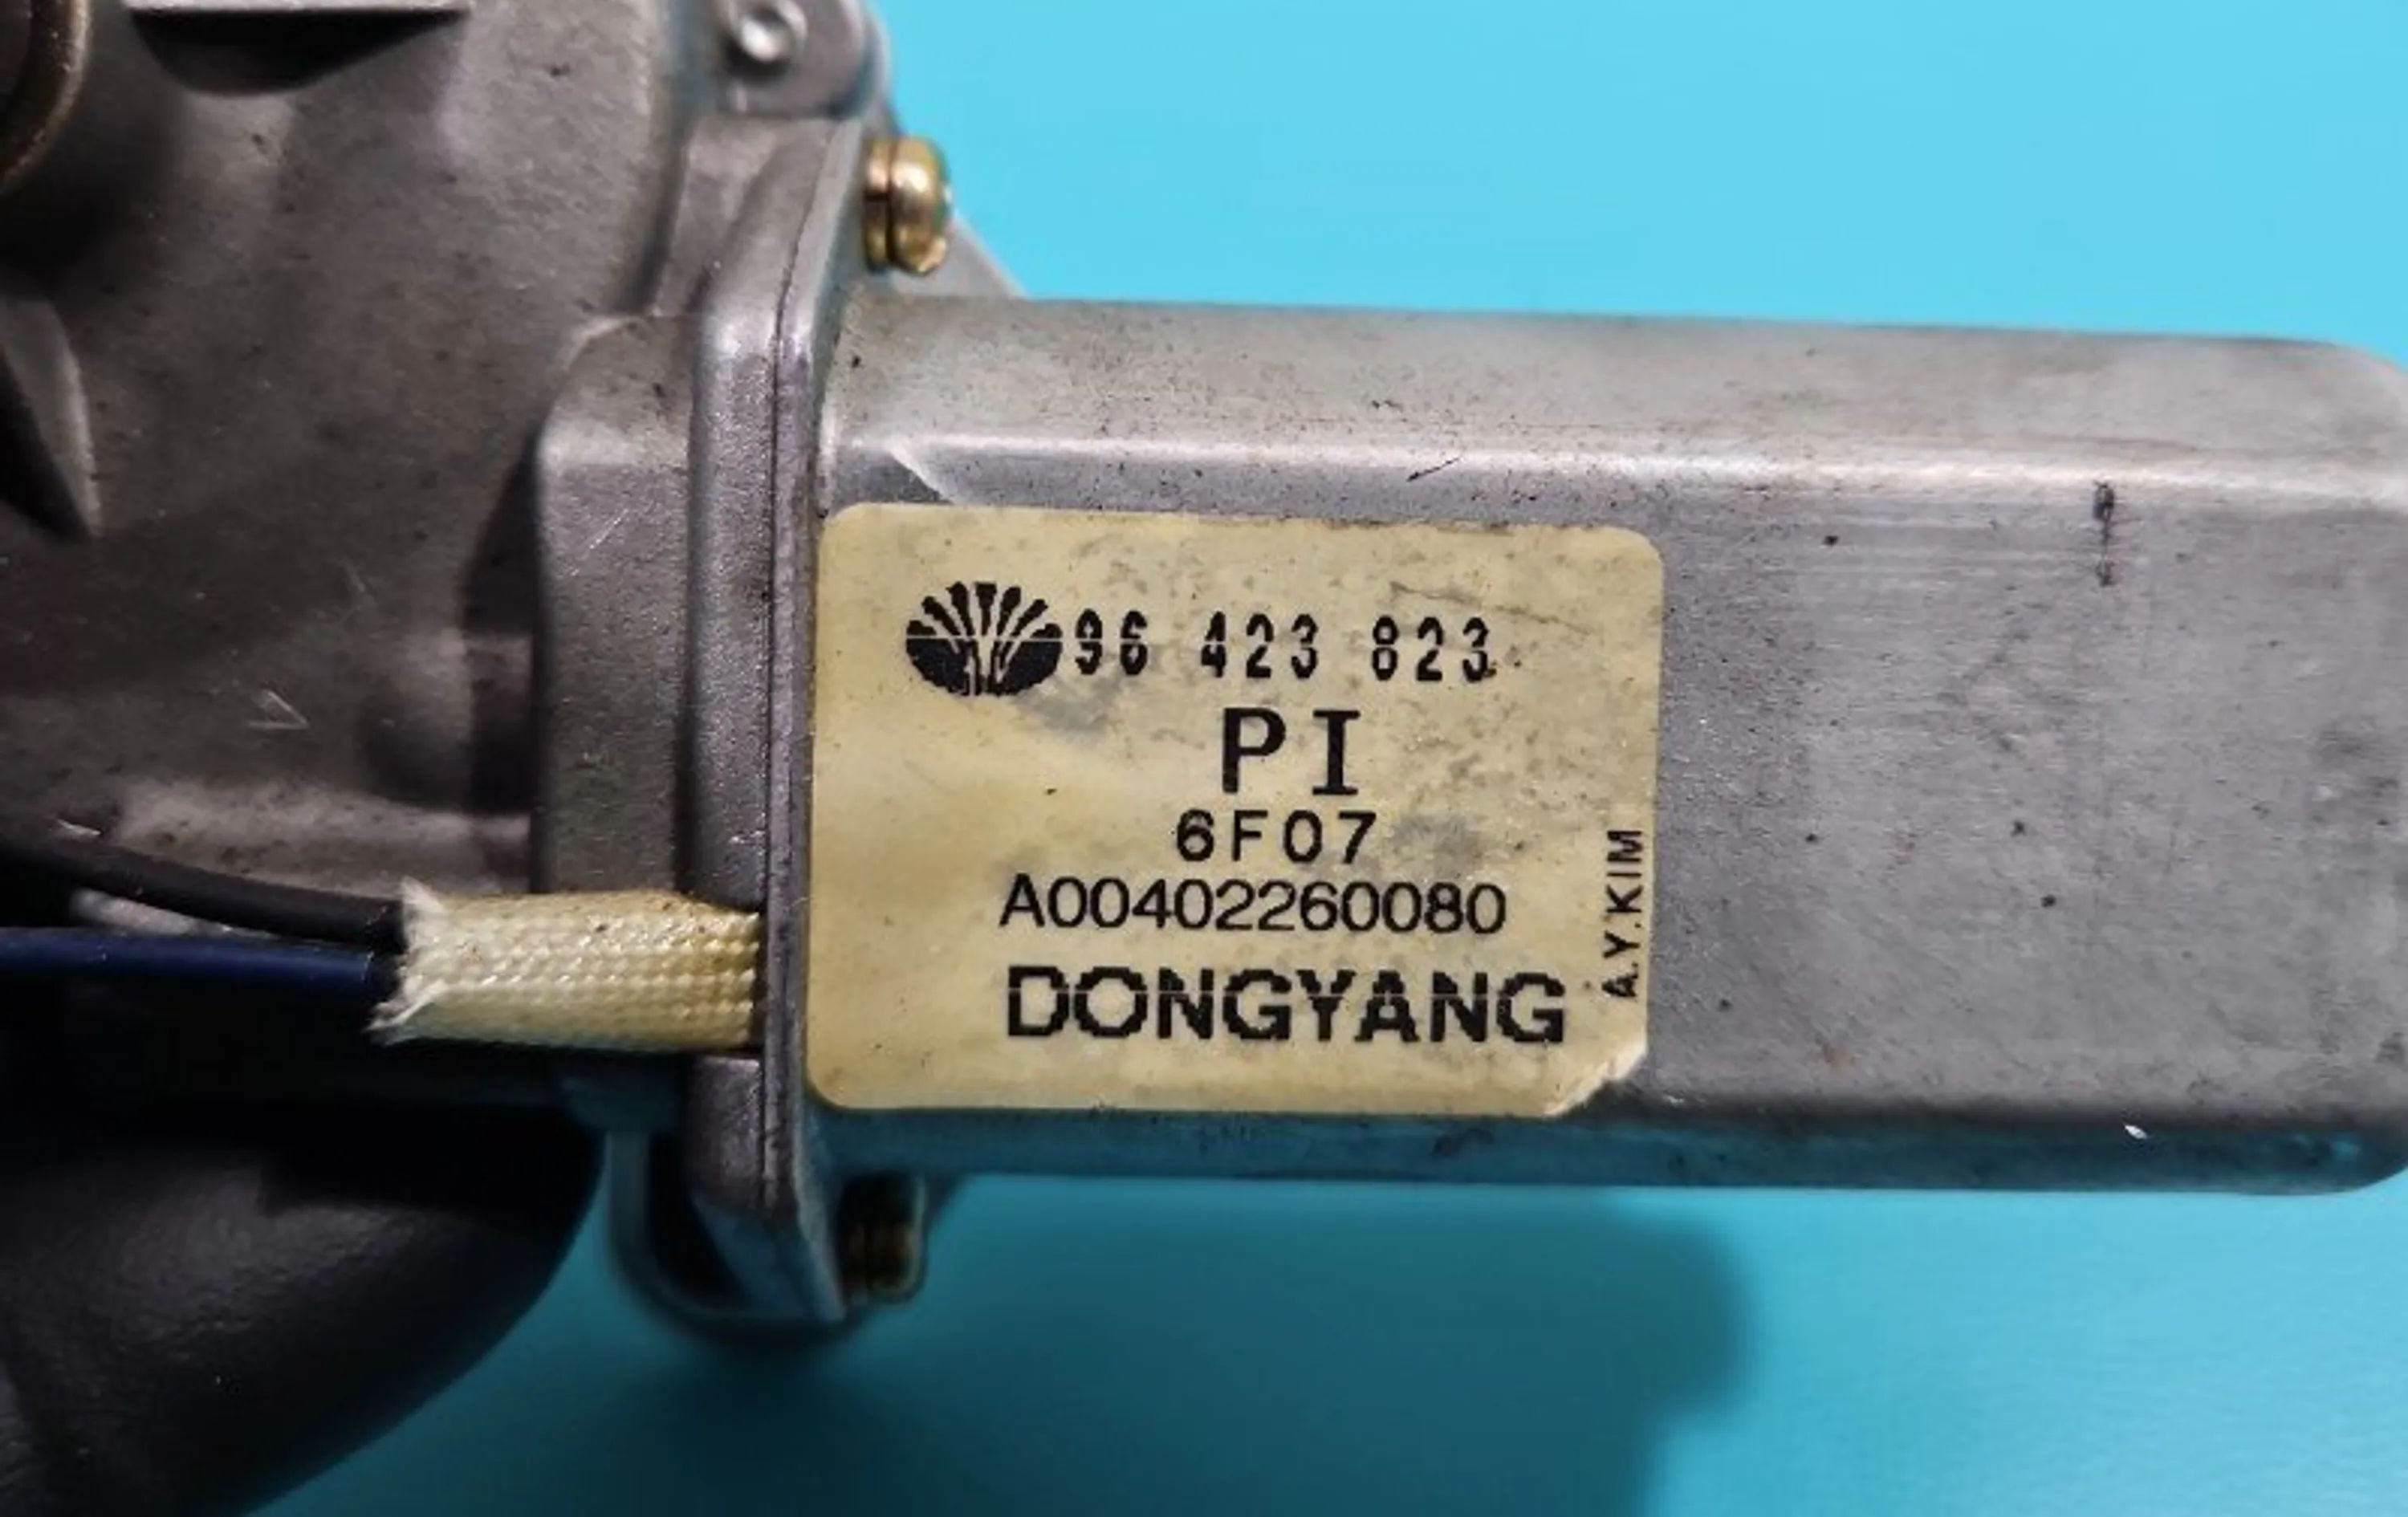 96 423 823
PI
6F07
A00402260080
DONGYANG
A.Y.KIM